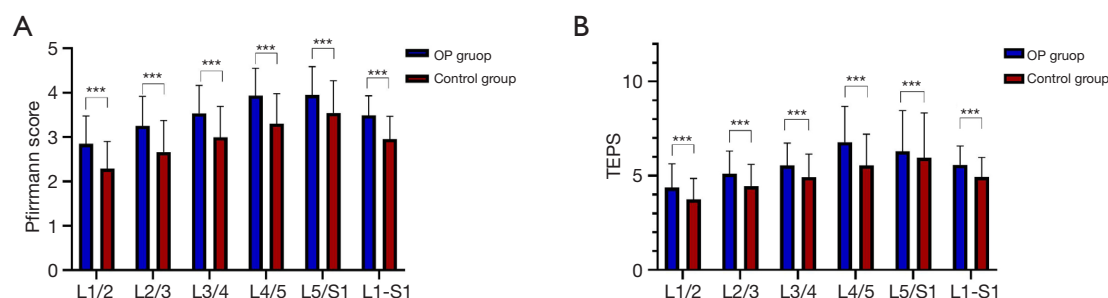 A
Pfirrmann score
5
4
3
2
1
0
***
***
***
***
***
***
L1/2
L2/3
L3/4
L4/5
L5/S1
L1-S1
OP gruop
Control group
B
TEPS
10
5
0
***
***
***
***
***
***
L1/2
L2/3
L3/4
L4/5
L5/S1
L1-S1
OP gruop
Control group